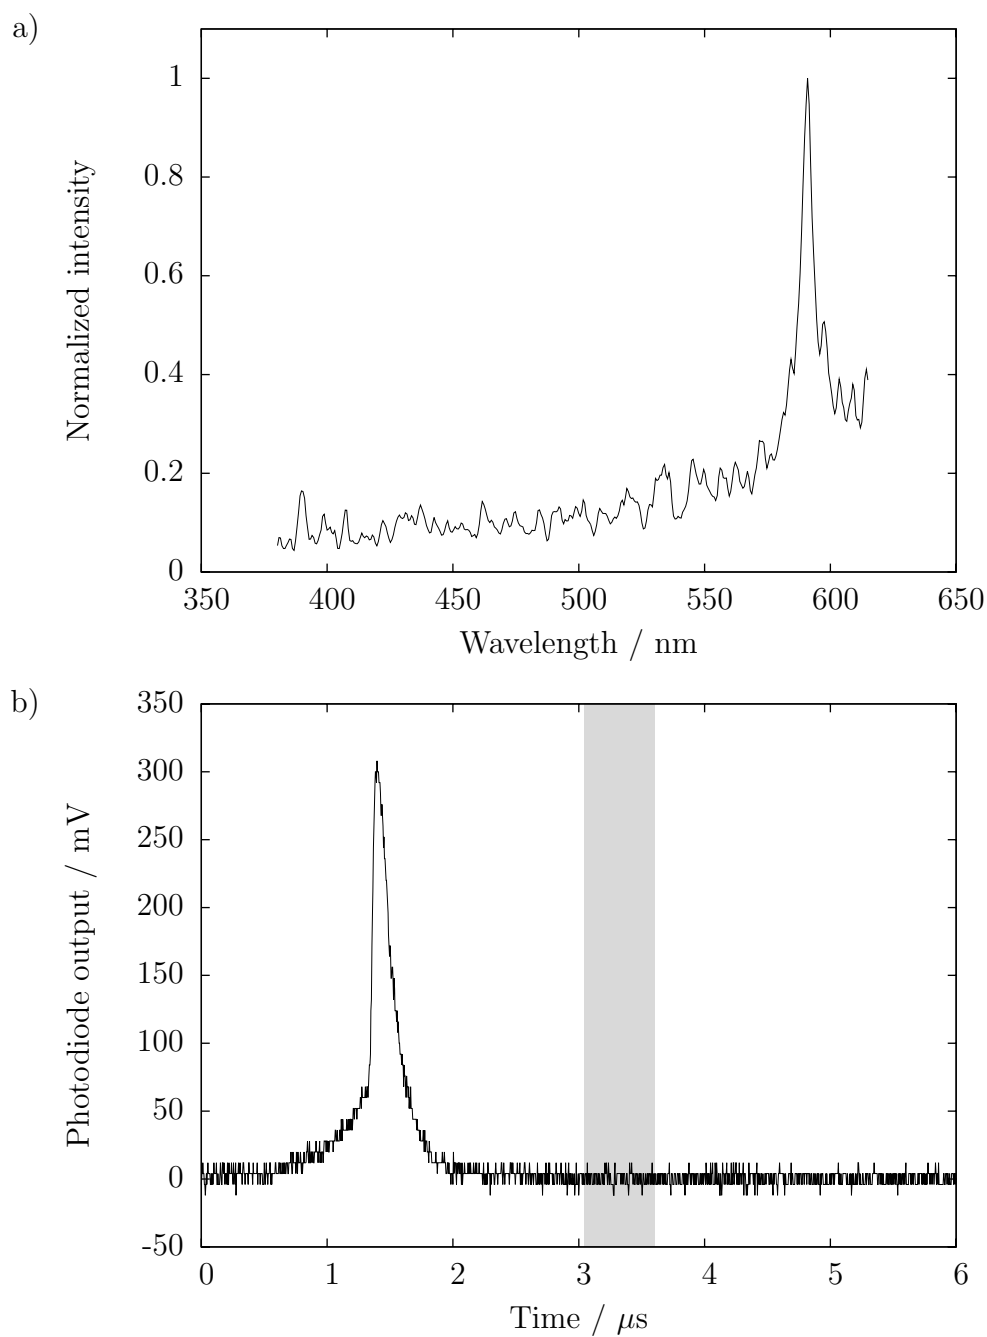 a)
Normalized intensity
1
0.8
0.6
0.4
0.2
0
350 400 450 500 550 600 650
Wavelength / nm
b)
Photodiode output / mV
350
300
250
200
150
100
50
0
-50
0 1 2 3 4 5 6
Time / μs